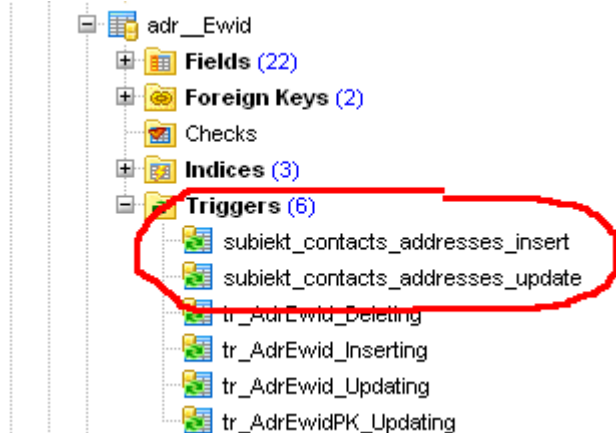 adr__Ewid
Fields (22)
Foreign Keys (2)
Checks
Indices (3)
Triggers (6)
subiekt_contacts_addresses_insert
subiekt_contacts_addresses_update
tr_AdrEwid_Deleting
tr_AdrEwid_Inserting
tr_AdrEwid_Updating
tr_AdrEwidPK_Updating